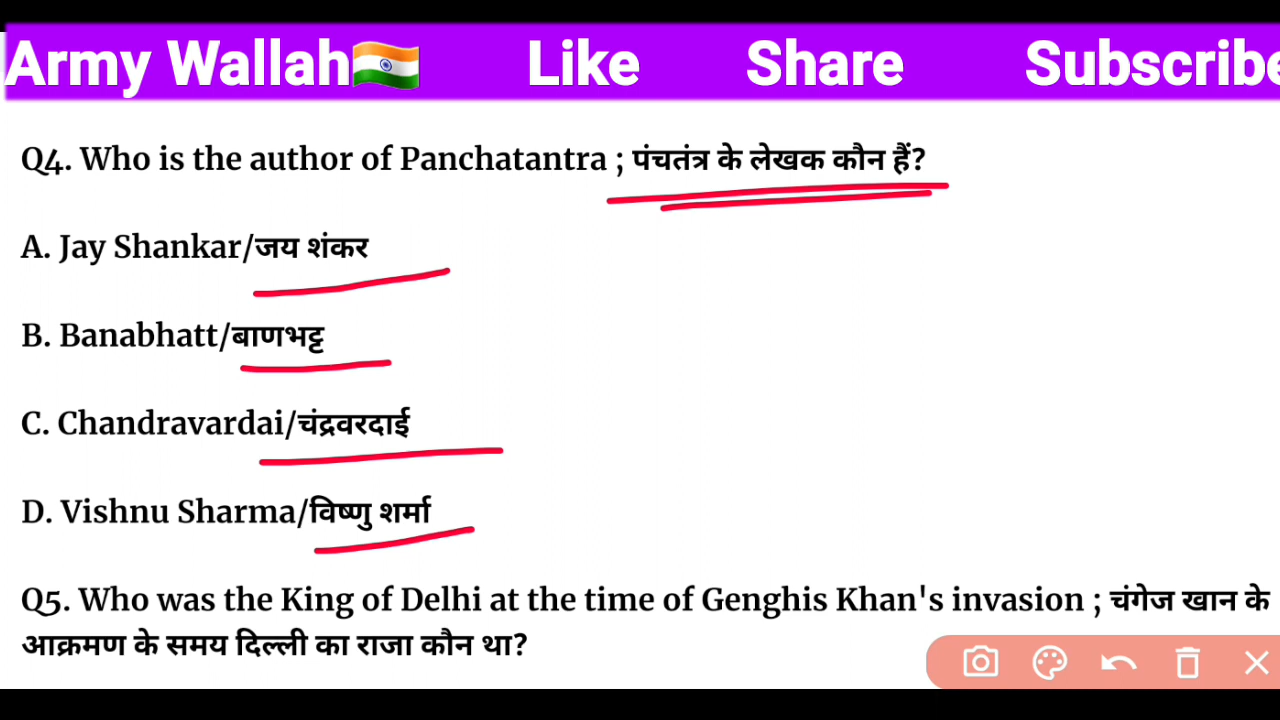 Army Wallah🇮🇳 Like Share Subscribe
Q4. Who is the author of Panchatantra ; पंचतंत्र के लेखक कौन हैं?
A. Jay Shankar/जय शंकर
B. Banabhatt/बाणभट्ट
C. Chandravardai/चंद्रवरदाई
D. Vishnu Sharma/विष्णु शर्मा
Q5. Who was the King of Delhi at the time of Genghis Khan's invasion ; चंगेज खान के
आक्रमण के समय दिल्ली का राजा कौन था?